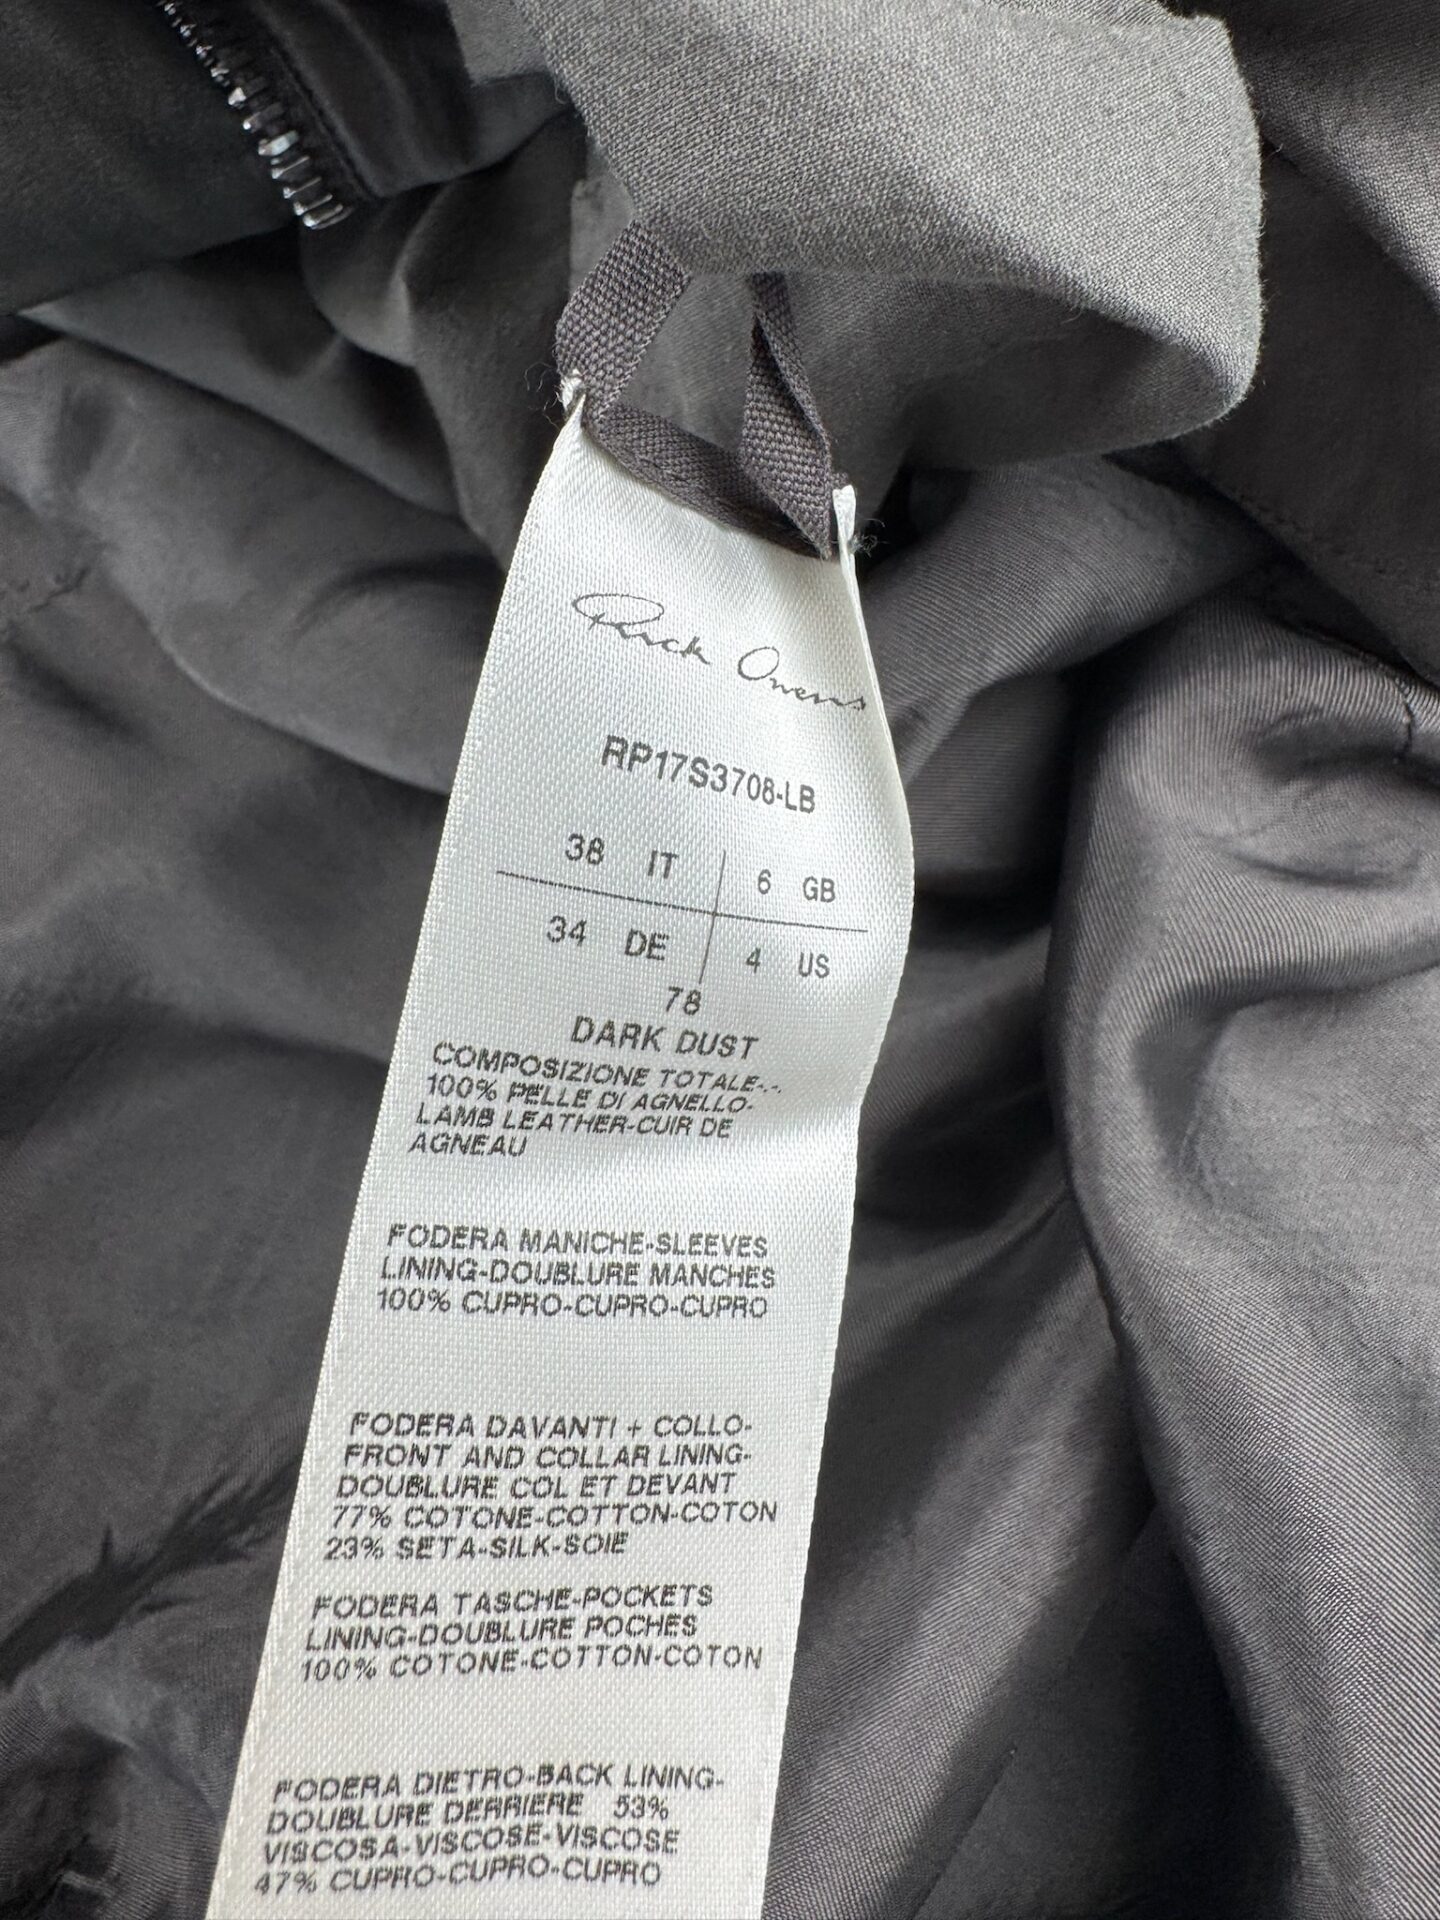 Rick Owens
RP17S3708-LB
38 IT 6 GB
34 DE 4 US
78
DARK DUST
COMPOSIZIONE TOTALE-.-.
100% PELLE DI AGNELLO-
LAMB LEATHER-CUIR DE
AGNEAU
FODERA MANICHE-SLEEVES
LINING-DOUBLURE MANCHES
100% CUPRO-CUPRO-CUPRO
FODERA DAVANTI + COLLO-
FRONT AND COLLAR LINING-
DOUBLURE COL ET DEVANT
77% COTONE-COTTON-COTON
23% SETA-SILK-SOIE
FODERA TASCHE-POCKETS
LINING-DOUBLURE POCHES
100% COTONE-COTTON-COTON
FODERA DIETRO-BACK LINING-
DOUBLURE DERRIERE 53%
VISCOSA-VISCOSE-VISCOSE
47% CUPRO-CUPRO-CUPRO